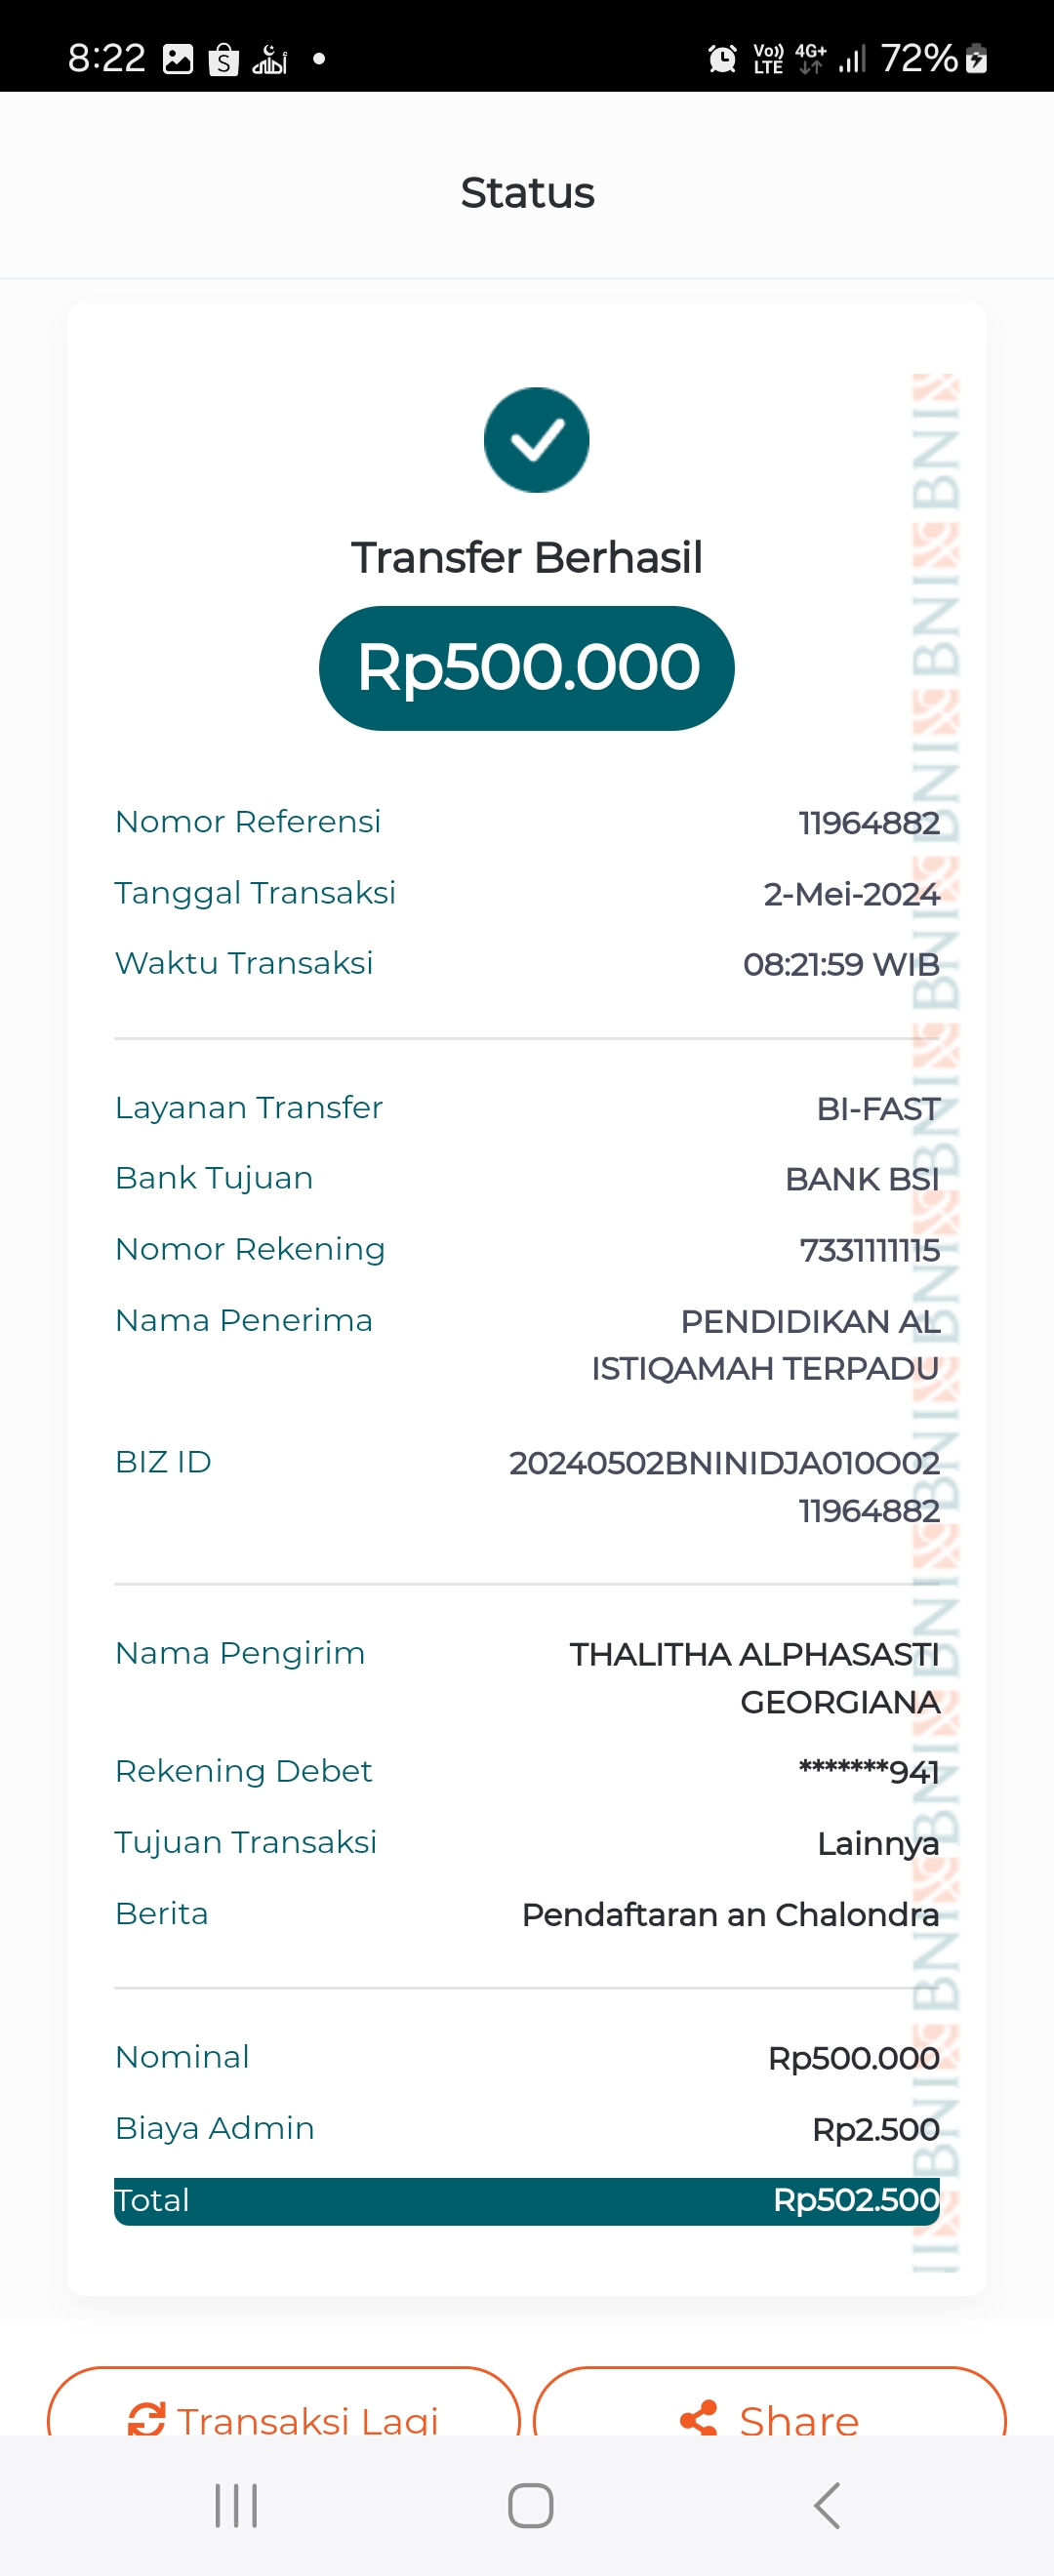 8:22
Vo)) LTE 4G+ 72%
Status
Transfer Berhasil
Rp500.000
Nomor Referensi 11964882
Tanggal Transaksi 2-Mei-2024
Waktu Transaksi 08:21:59 WIB
Layanan Transfer BI-FAST
Bank Tujuan BANK BSI
Nomor Rekening 7331111115
Nama Penerima PENDIDIKAN AL
ISTIQAMAH TERPADU
BIZ ID 20240502BNINIDJA010O02
11964882
Nama Pengirim THALITHA ALPHASASTI
GEORGIANA
Rekening Debet *******941
Tujuan Transaksi Lainnya
Berita Pendaftaran an Chalondra
Nominal Rp500.000
Biaya Admin Rp2.500
Total Rp502.500
Transaksi Lagi
Share
BNI BNI BNI BNI BNI BNI BNI BNI BNI BNI BNI